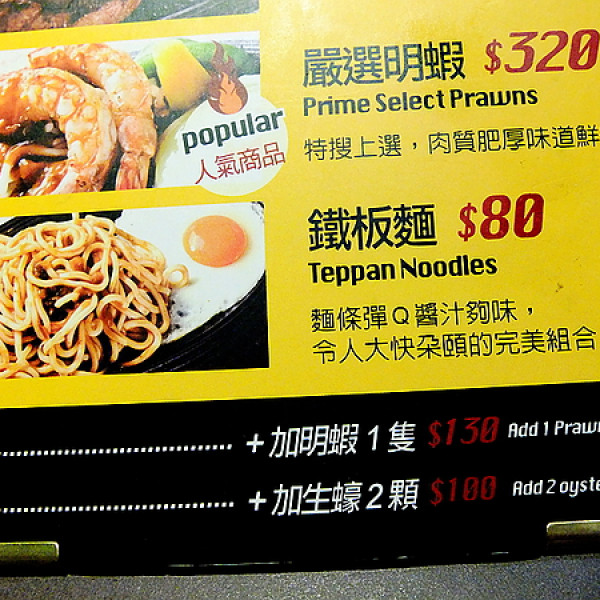 嚴選明蝦 $320
Prime Select Prawns
popular
人氣商品
特搜上選，肉質肥厚味道鮮
鐵板麵 $80
Teppan Noodles
麵條彈Q醬汁夠味，
令人大快朵頤的完美組合
+加明蝦1隻 $130 Add 1 Praw
+加生蠔2顆 $100 Add 2 oyste